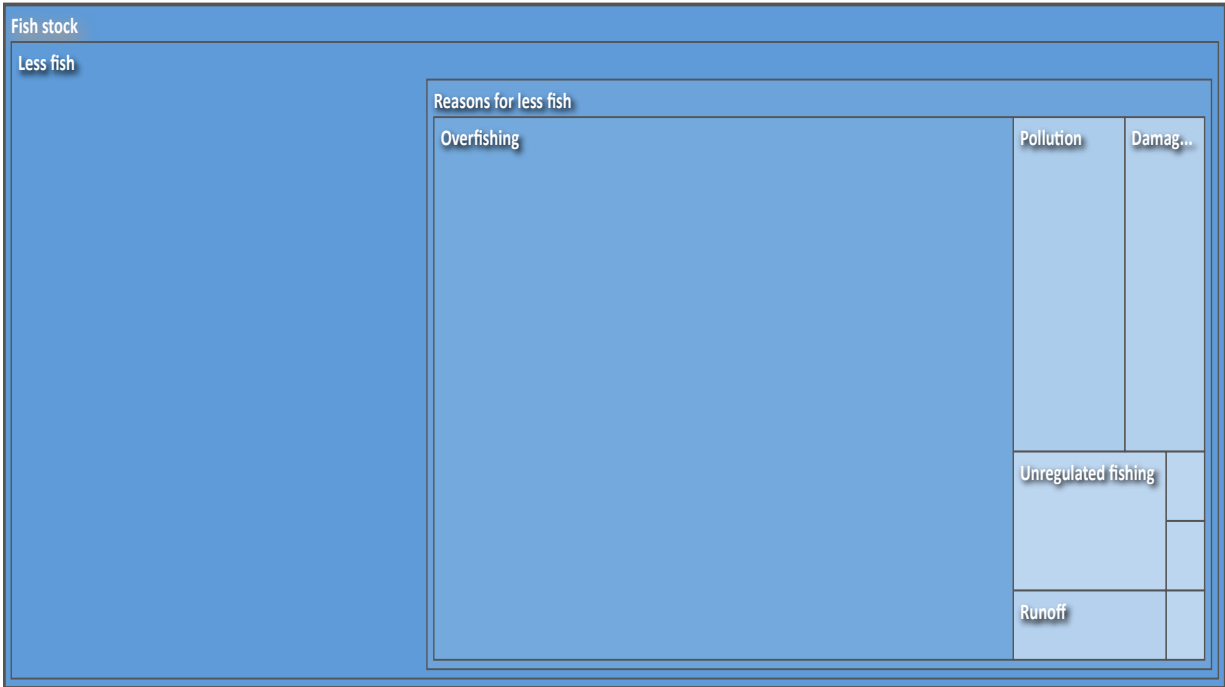 Fish stock
Less fish
Reasons for less fish
Overfishing
Pollution
Damag...
Unregulated fishing
Runoff